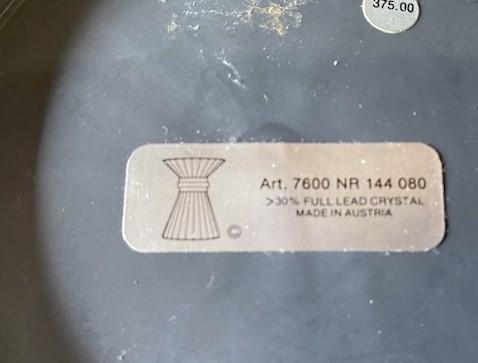 375.00
Art. 7600 NR 144 080
>30% FULL LEAD CRYSTAL
MADE IN AUSTRIA
©